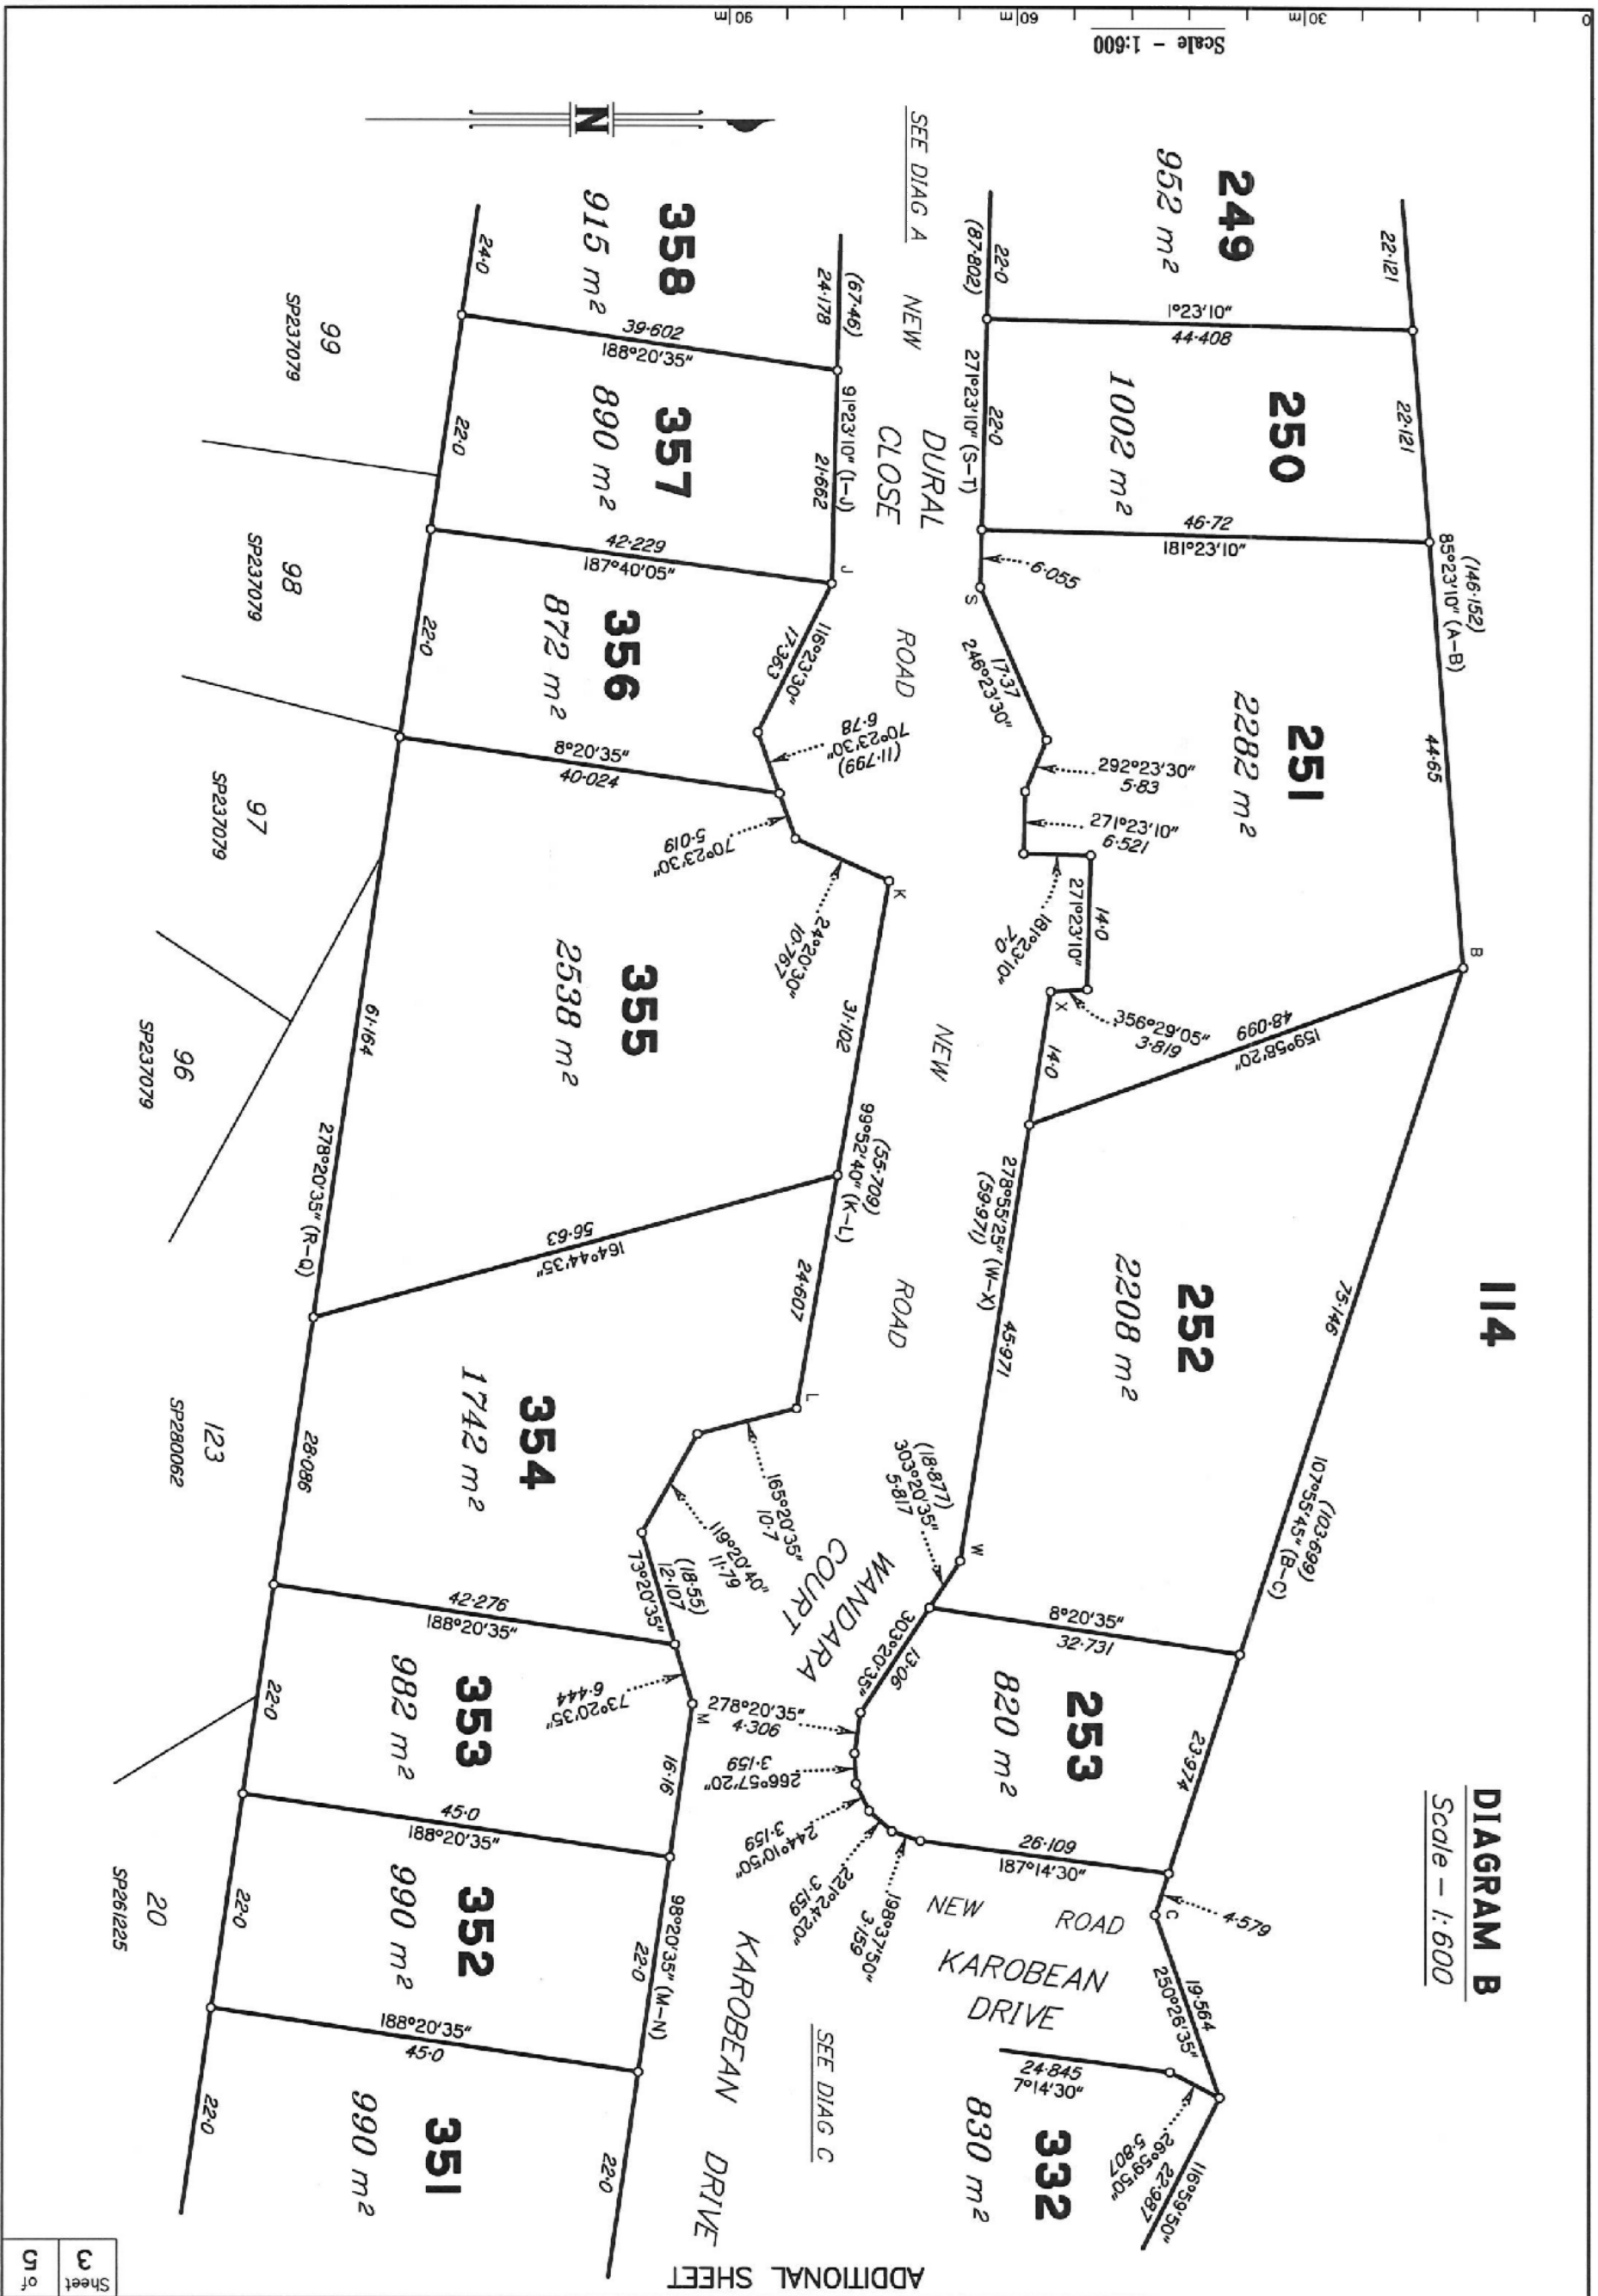 ADDITIONAL SHEET
Sheet
3
of
5
DIAGRAM B
Scale – 1:600
114
249
952 m²
22·121
22·0
(87·802)
1°23'10"
44·408
250
1002 m²
22·121
22·0
271°23'10" (S–T)
46·72
181°23'10"
(146·152)
85°23'10" (A–B)
6·055
S
251
2282 m²
44·65
B
17·37
246°23'30"
292°23'30"
5·83
271°23'10"
6·521
181°23'10"
7·0
14·0
271°23'10"
356°29'05"
3·819
X
14·0
48·099
159°58'20"
252
2208 m²
75·146
(103·699)
107°55'45" (B–C)
278°55'25" (W–X)
(59·971)
45·971
W
(18·877)
303°20'35"
5·817
8°20'35"
32·731
253
820 m²
23·974
303°20'35"
13·06
278°20'35"
4·306
266°57'20"
3·159
244°10'50"
3·159
221°24'20"
3·159
198°37'50"
3·159
26·109
187°14'30"
4·579
C
19·564
250°26'35"
NEW
ROAD
KAROBEAN
DRIVE
24·845
7°14'30"
26°59'50"
5·807
116°59'50"
22·987
332
830 m²
SEE DIAG A
NEW
DURAL
CLOSE
ROAD
NEW
ROAD
WANDARA
COURT
KAROBEAN
DRIVE
SEE DIAG C
358
915 m²
(67·46)
24·178
24·0
39·602
188°20'35"
357
890 m²
91°23'10" (I–J)
21·662
22·0
42·229
187°40'05"
J
356
872 m²
116°23'30"
17·363
(11·799)
70°23'30"
6·78
22·0
8°20'35"
40·024
70°23'30"
5·019
24°20'30"
10·767
K
355
2538 m²
31·102
(55·709)
99°52'40" (K–L)
61·164
278°20'35" (R–Q)
56·63
164°44'35"
24·607
L
354
1742 m²
165°20'35"
10·7
119°20'40"
11·79
(18·55)
12·107
73°20'35"
28·086
42·276
188°20'35"
73°20'35"
6·444
M
353
982 m²
16·16
22·0
45·0
188°20'35"
352
990 m²
98°20'35" (M–N)
22·0
22·0
188°20'35"
45·0
351
990 m²
22·0
22·0
99
SP237079
98
SP237079
97
SP237079
96
SP237079
123
SP280062
20
SP261225
N
0
30m
60m
90m
Scale – 1:600